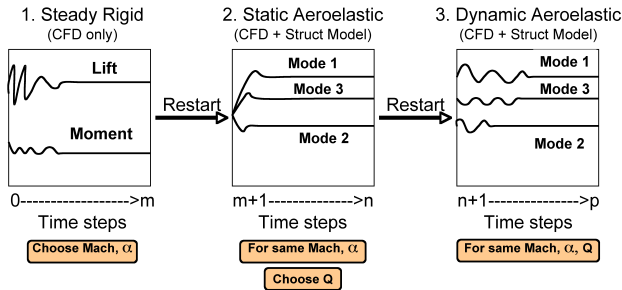 1. Steady Rigid
(CFD only)
Lift
Moment
0------------------->m
Time steps
Choose Mach, α
Restart
2. Static Aeroelastic
(CFD + Struct Model)
Mode 1
Mode 3
Mode 2
m+1--------------->n
Time steps
For same Mach, α
Choose Q
Restart
3. Dynamic Aeroelastic
(CFD + Struct Model)
Mode 1
Mode 3
Mode 2
n+1---------------->p
Time steps
For same Mach, α, Q